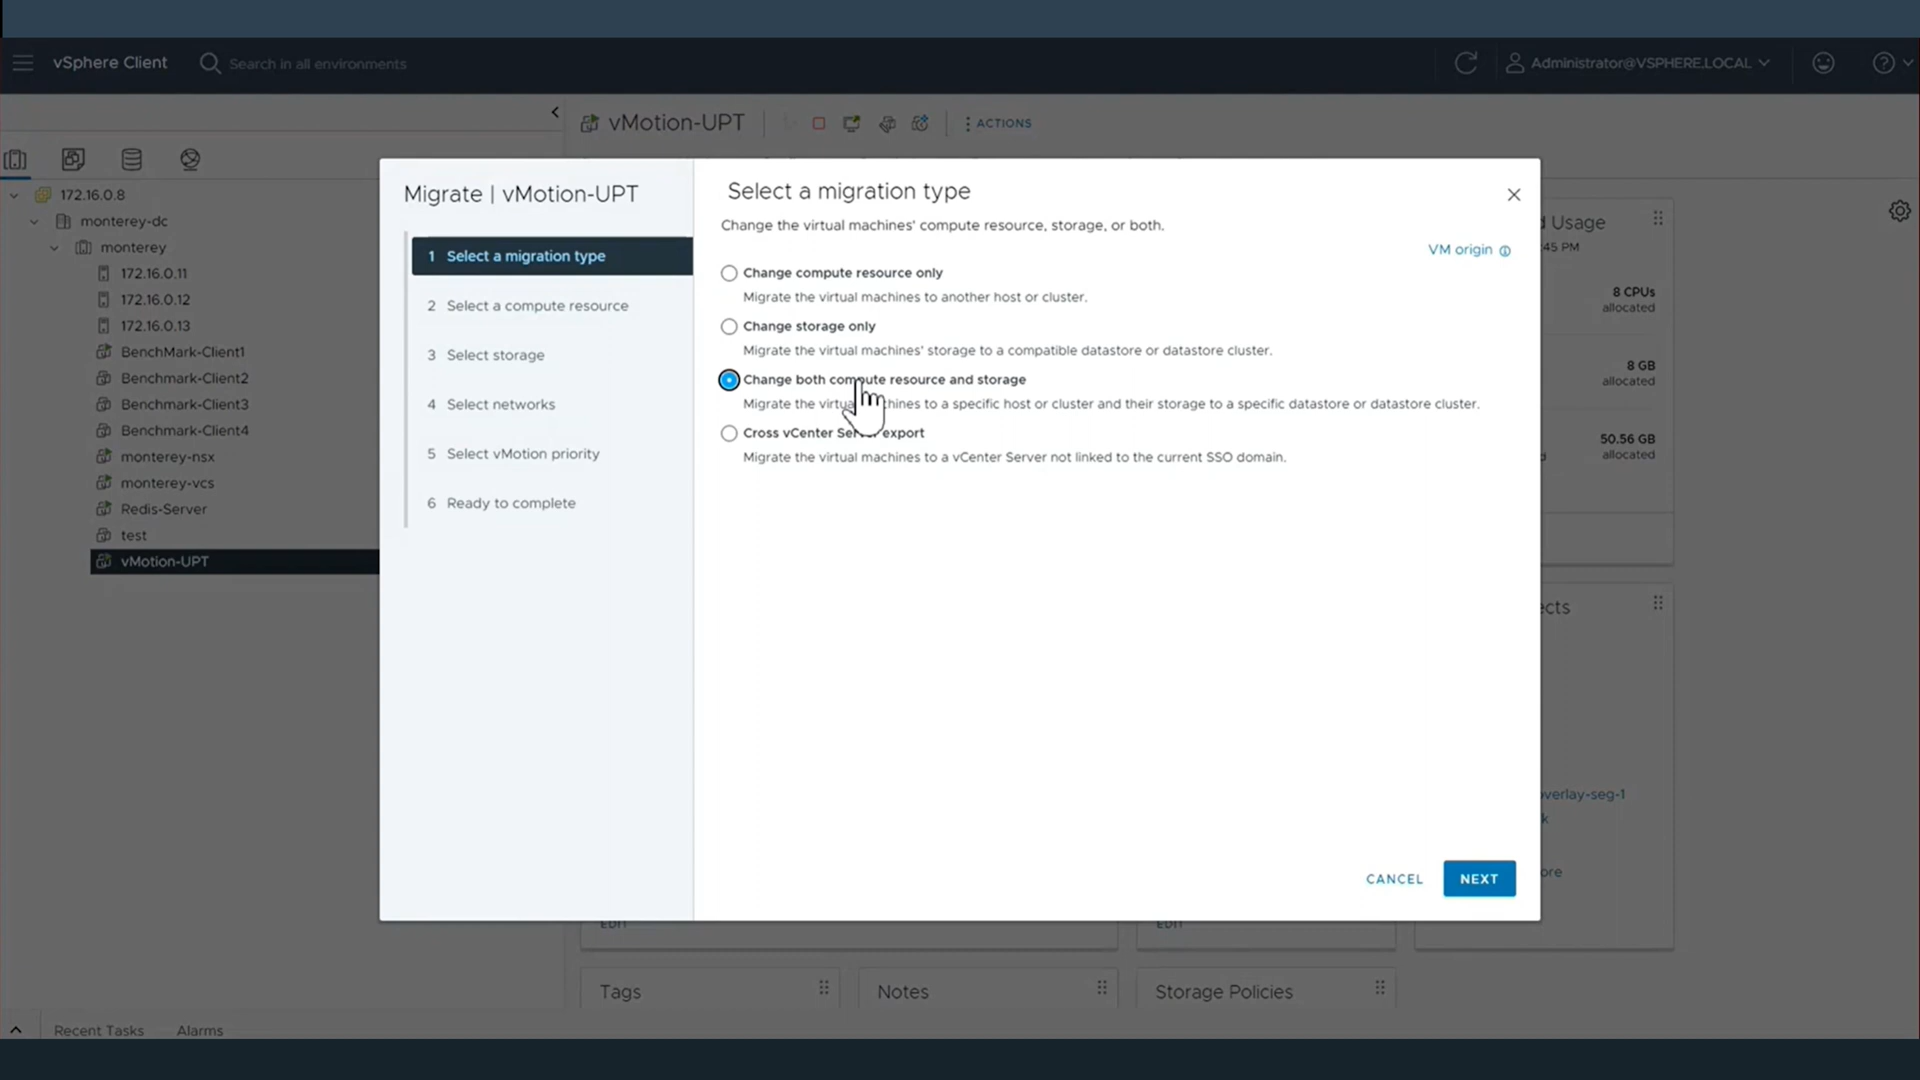 vSphere Client
Search in all environments
Administrator@VSPHERE.LOCAL
vMotion-UPT
ACTIONS
172.16.0.8
monterey-dc
monterey
172.16.0.11
172.16.0.12
172.16.0.13
BenchMark-Client1
Benchmark-Client2
Benchmark-Client3
Benchmark-Client4
monterey-nsx
monterey-vcs
Redis-Server
test
vMotion-UPT
Migrate | vMotion-UPT
1 Select a migration type
2 Select a compute resource
3 Select storage
4 Select networks
5 Select vMotion priority
6 Ready to complete
Select a migration type
Change the virtual machines' compute resource, storage, or both.
VM origin
Change compute resource only
Migrate the virtual machines to another host or cluster.
Change storage only
Migrate the virtual machines' storage to a compatible datastore or datastore cluster.
Change both compute resource and storage
Migrate the virtual machines to a specific host or cluster and their storage to a specific datastore or datastore cluster.
Cross vCenter Server export
Migrate the virtual machines to a vCenter Server not linked to the current SSO domain.
CANCEL
NEXT
d Usage
:45 PM
8 CPUs
allocated
8 GB
allocated
50.56 GB
allocated
ects
overlay-seg-1
k
ore
EDIT
EDIT
Tags
Notes
Storage Policies
Recent Tasks
Alarms